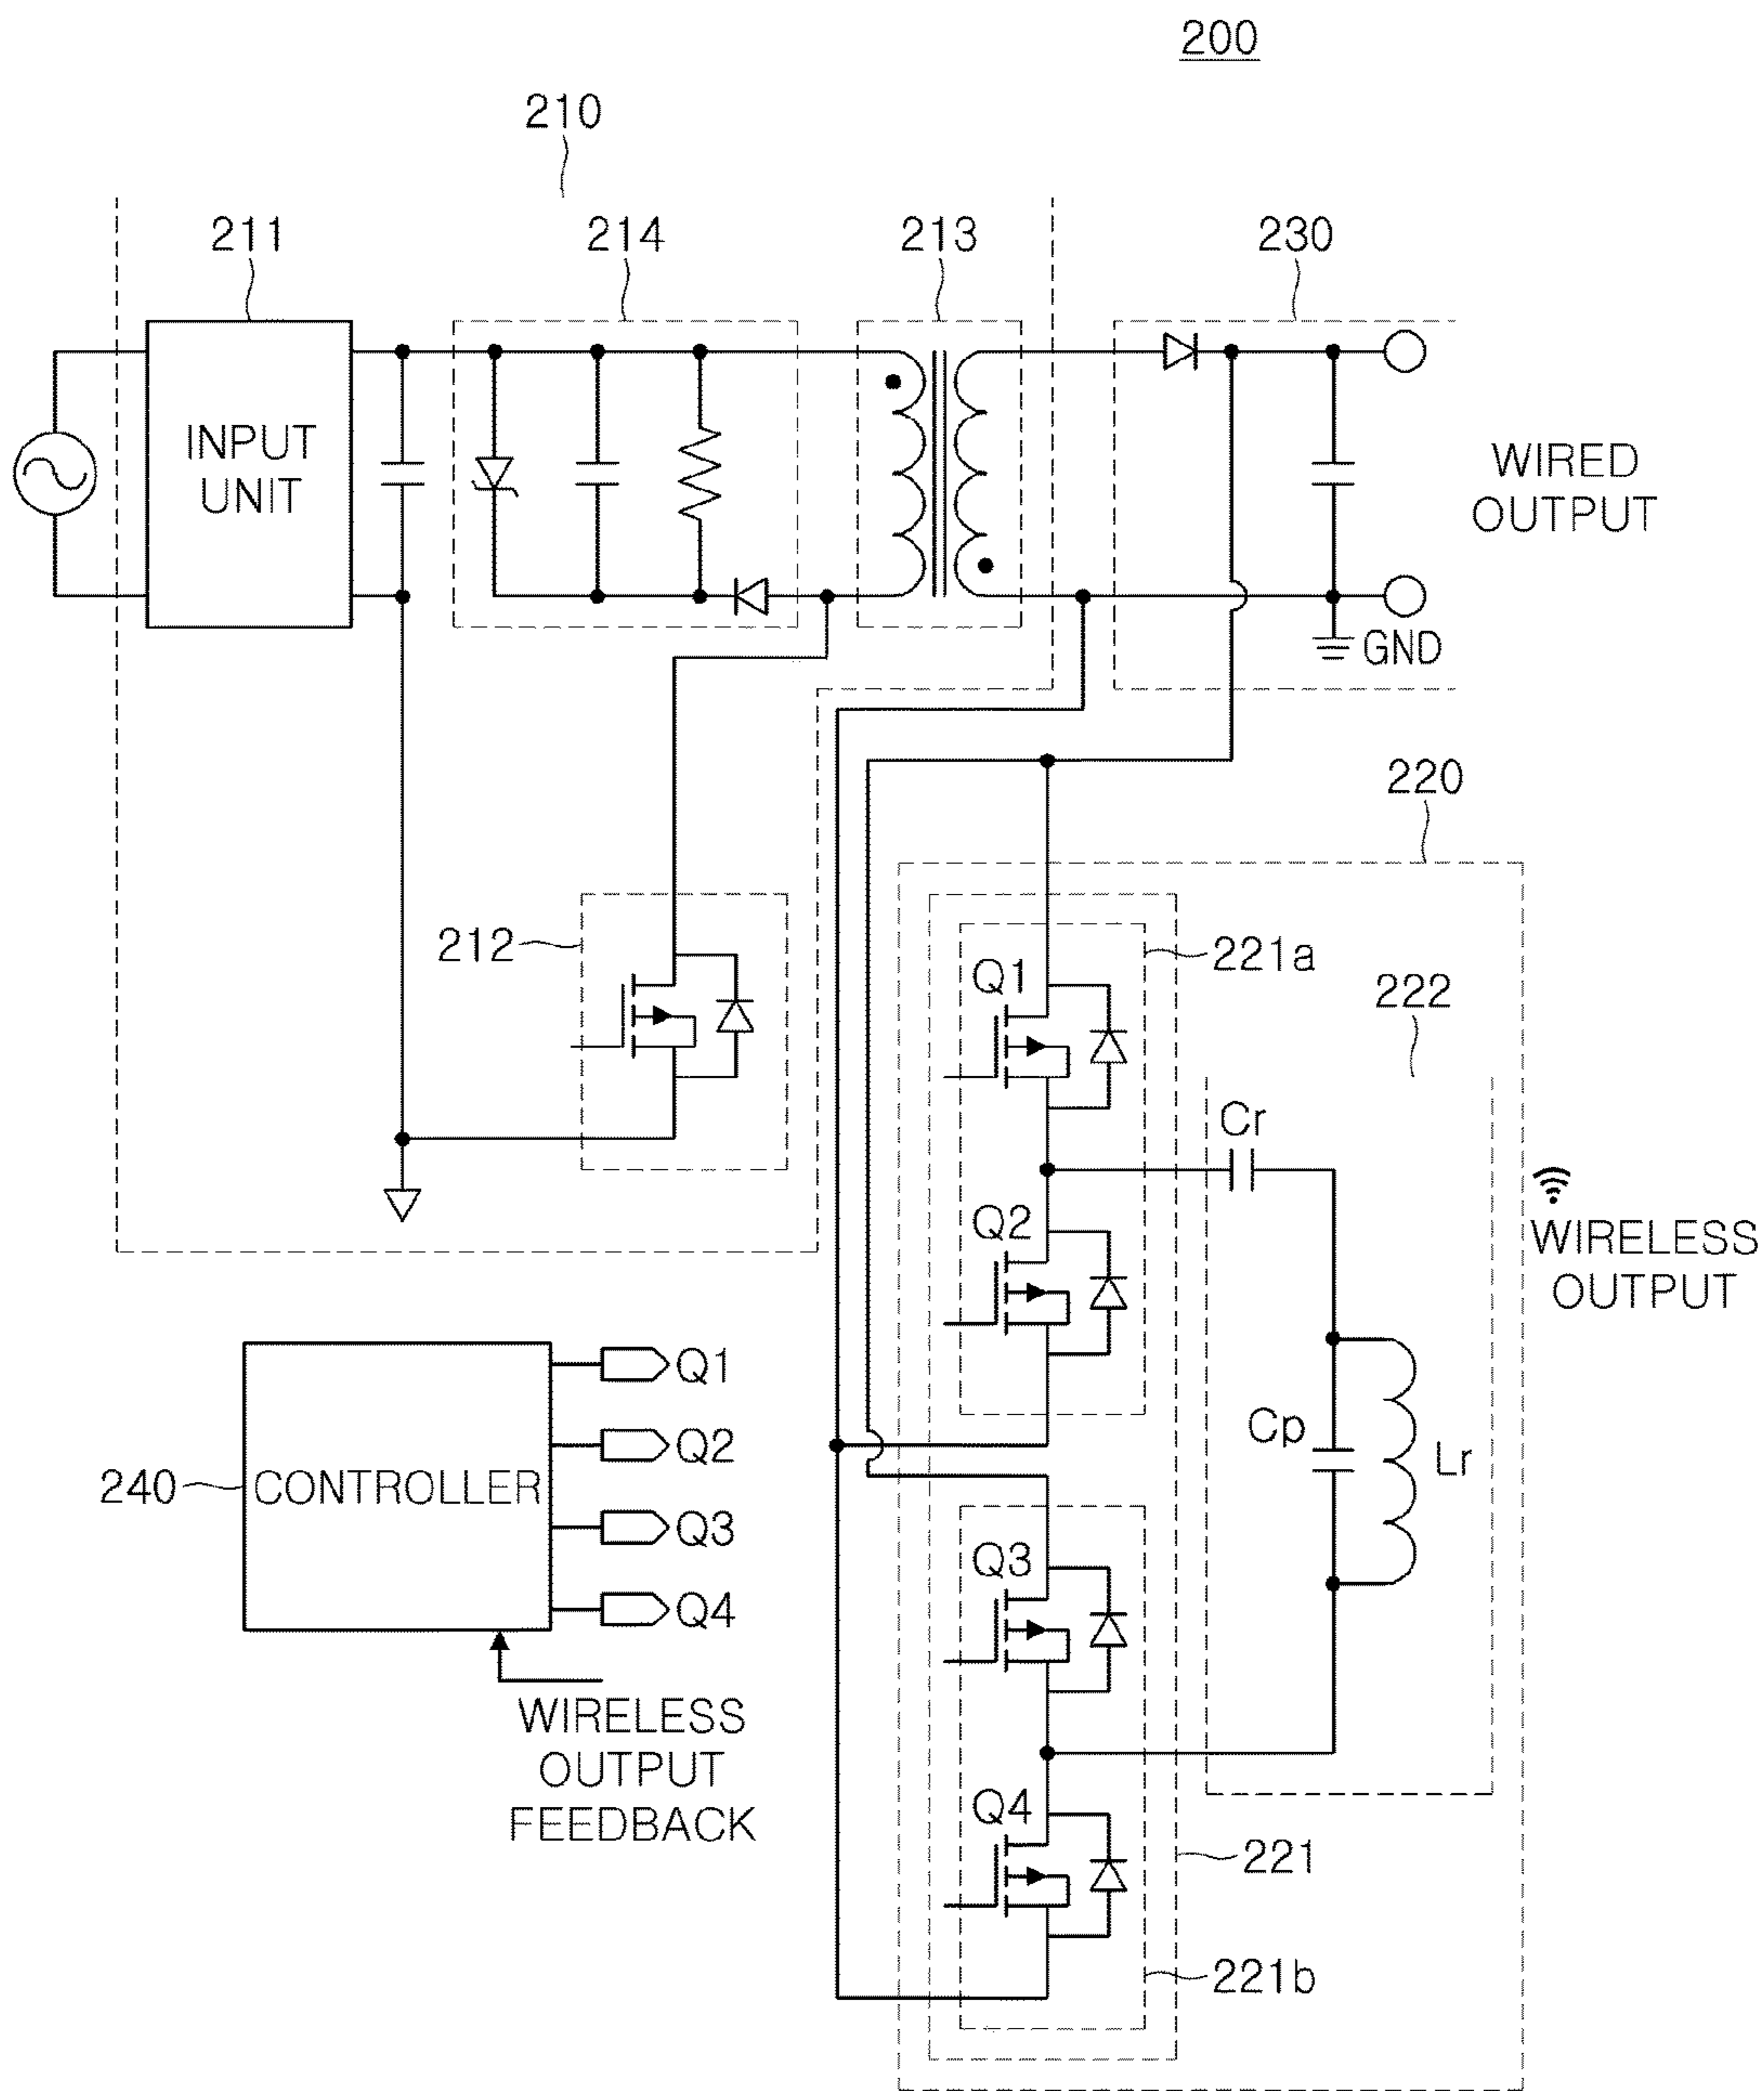 200
210
211
214
213
230
INPUT
UNIT
WIRED
OUTPUT
GND
220
212
221a
Q1
222
Cr
Q2
WIRELESS
OUTPUT
Q1
Q2
Cp
Lr
240
CONTROLLER
Q3
Q3
Q4
WIRELESS
OUTPUT
FEEDBACK
Q4
221
221b